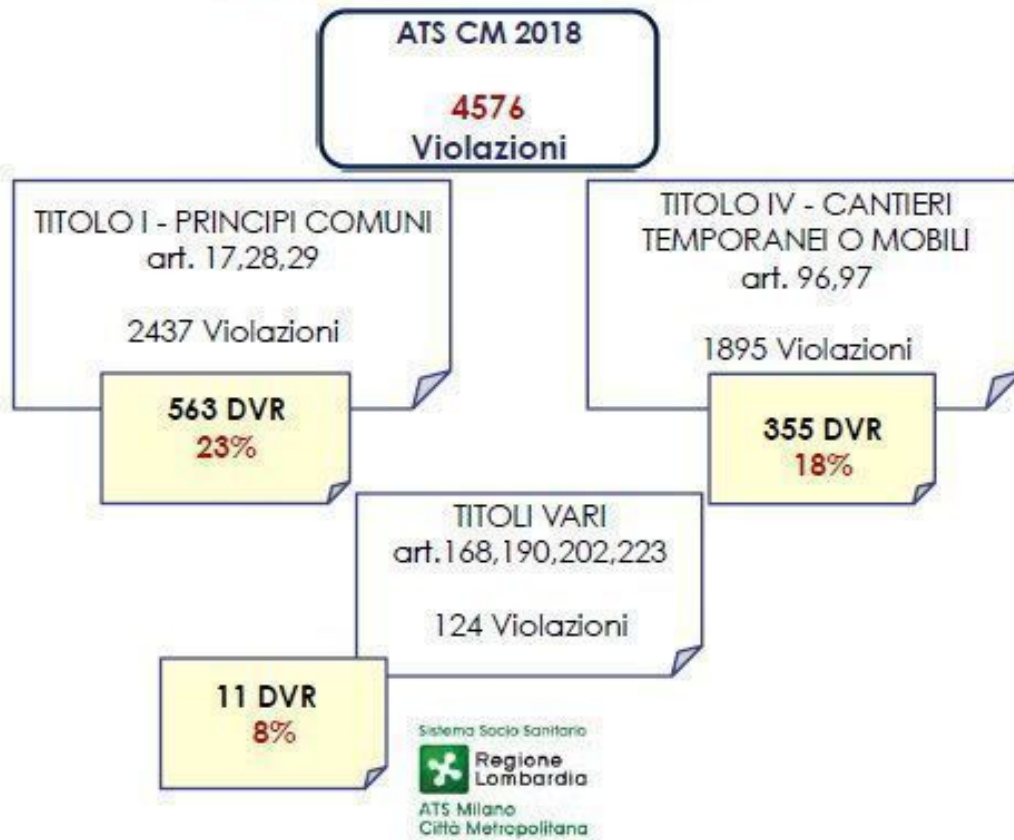 ATS CM 2018
4576
Violazioni
TITOLO I - PRINCIPI COMUNI
art. 17,28,29
2437 Violazioni
563 DVR
23%
TITOLO IV - CANTIERI
TEMPORANEI O MOBILI
art. 96,97
1895 Violazioni
355 DVR
18%
TITOLI VARI
art.168,190,202,223
124 Violazioni
11 DVR
8%
Sistema Socio Sanitario
Regione
Lombardia
ATS Milano
Città Metropolitana